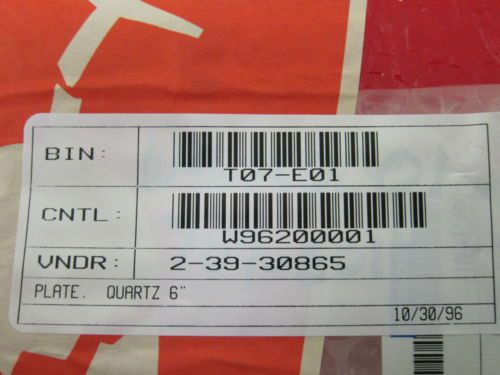 BIN: T07-E01
CNTL: W96200001
VNDR: 2-39-30865
PLATE. QUARTZ 6"
10/30/96